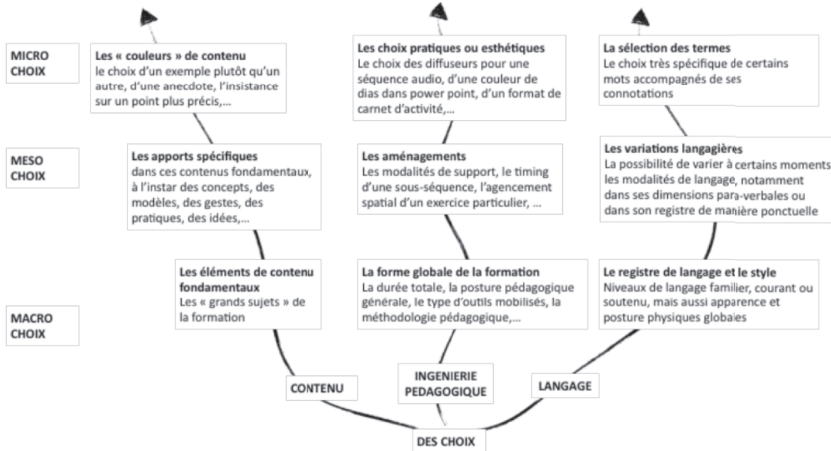 MICRO
CHOIX
Les « couleurs » de contenu
le choix d'un exemple plutôt qu'un
autre, d'une anecdote, l'insistance
sur un point plus précis,...
Les choix pratiques ou esthétiques
Le choix des diffuseurs pour une
séquence audio, d'une couleur de
dias dans power point, d'un format de
carnet d'activité,...
La sélection des termes
Le choix très spécifique de certains
mots accompagnés de ses
connotations
MESO
CHOIX
Les apports spécifiques
dans ces contenus fondamentaux,
à l'instar des concepts, des
modèles, des gestes, des
pratiques, des idées,...
Les aménagements
Les modalités de support, le timing
d'une sous-séquence, l'agencement
spatial d'un exercice particulier, ...
Les variations langagières
La possibilité de varier à certains moments
les modalités de langage, notamment
dans ses dimensions para-verbales ou
dans son registre de manière ponctuelle
MACRO
CHOIX
Les éléments de contenu
fondamentaux
Les « grands sujets » de
la formation
La forme globale de la formation
La durée totale, la posture pédagogique
générale, le type d'outils mobilisés, la
méthodologie pédagogique,...
Le registre de langage et le style
Niveaux de langage familier, courant ou
soutenu, mais aussi apparence et
posture physiques globales
CONTENU
INGENIERIE
PEDAGOGIQUE
LANGAGE
DES CHOIX